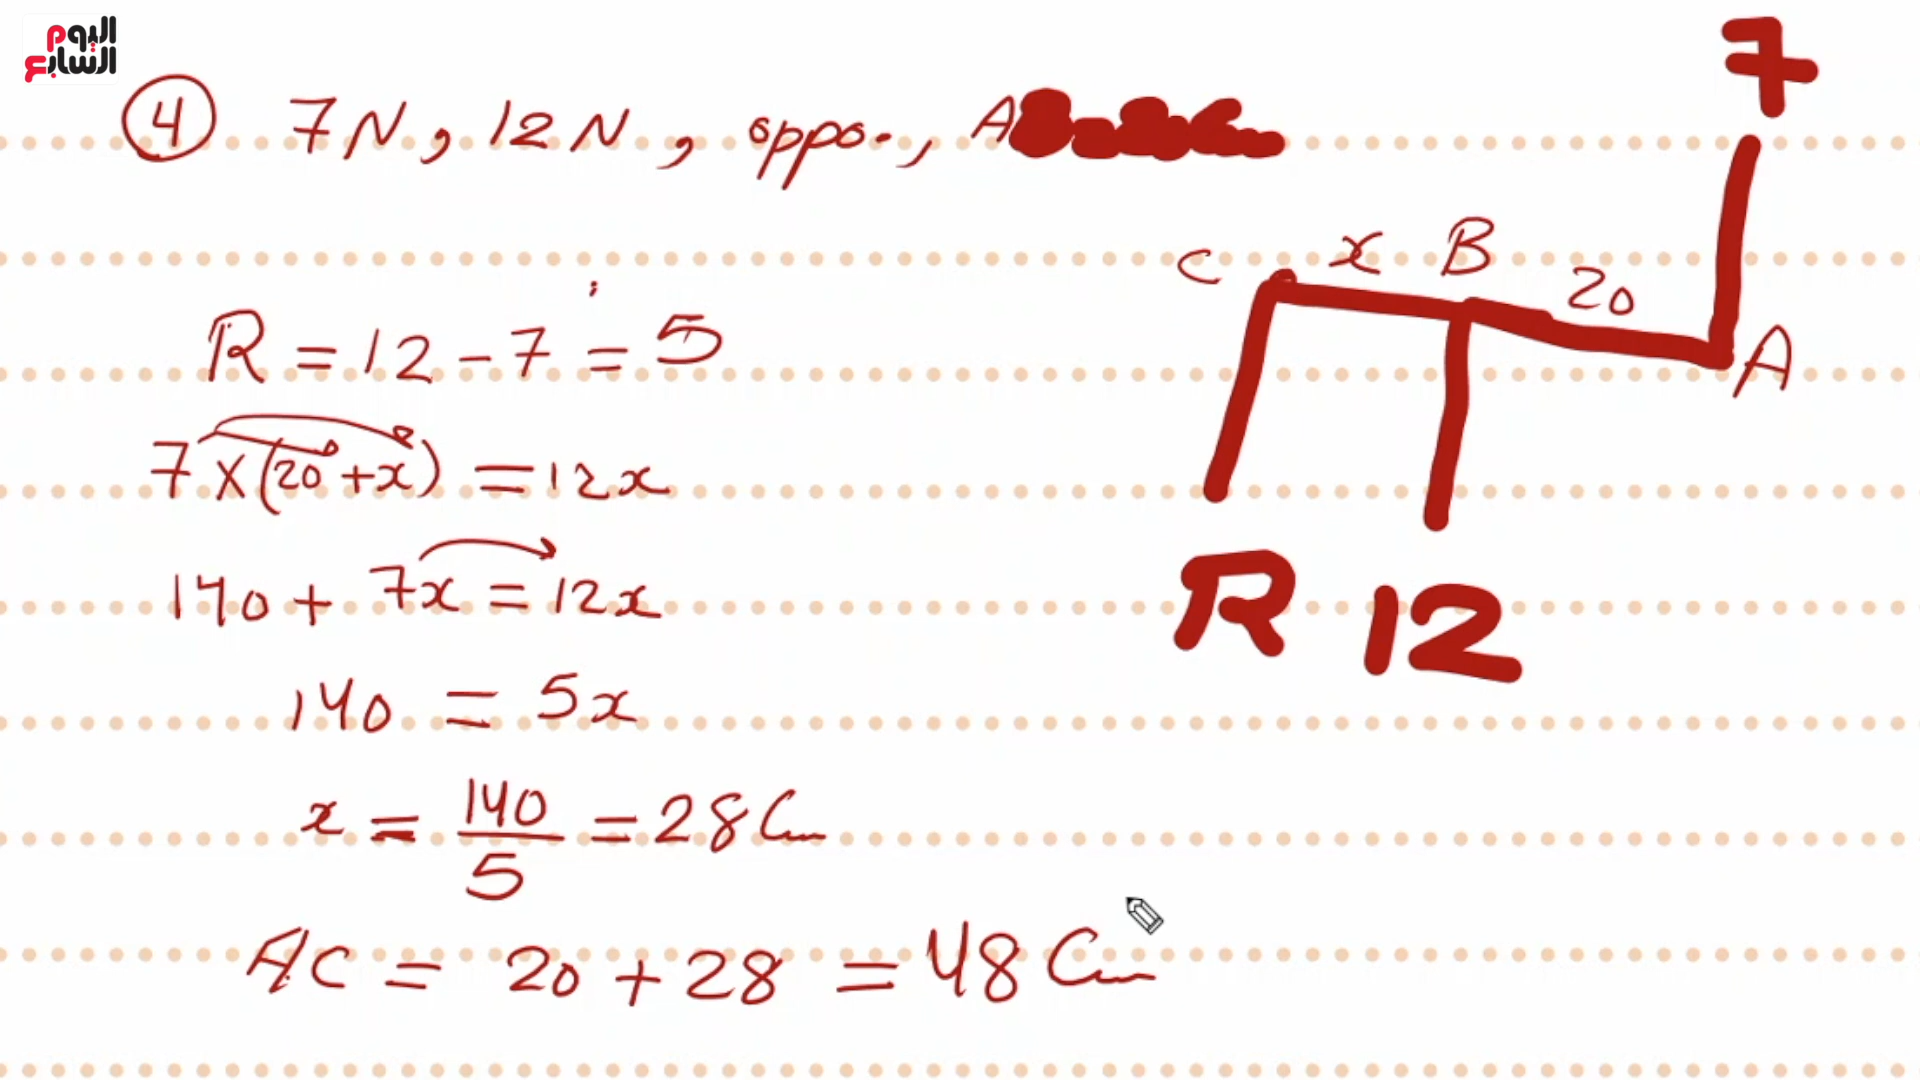 اليوم
السابع
④ 7N, 12N, oppo., A
7
C x B 20
A
R = 12 - 7 = 5
7 × (20 + x) = 12x
R 12
140 + 7x = 12x
140 = 5x
x = 140/5 = 28 Cm
AC = 20 + 28 = 48 Cm